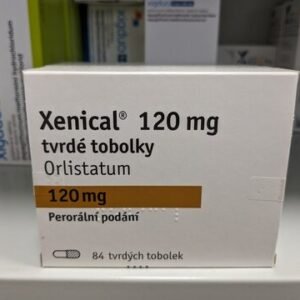 Xenical® 120 mg
tvrdé tobolky
Orlistatum
120 mg
Perorální podání
84 tvrdých tobolek